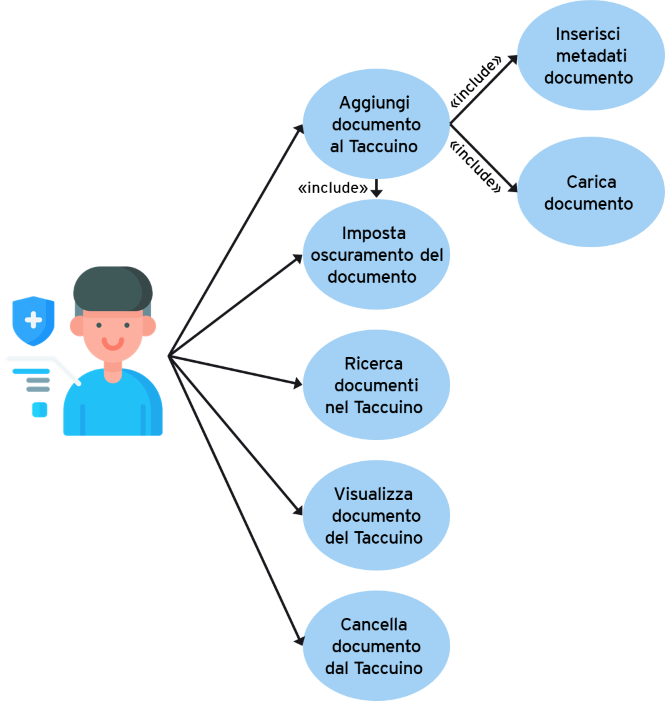 Inserisci
metadati
documento
«include»
Aggiungi
documento
al Taccuino
«include»
Carica
documento
«include»
Imposta
oscuramento del
documento
Ricerca
documenti
nel Taccuino
Visualizza
documento
del Taccuino
Cancella
documento
dal Taccuino